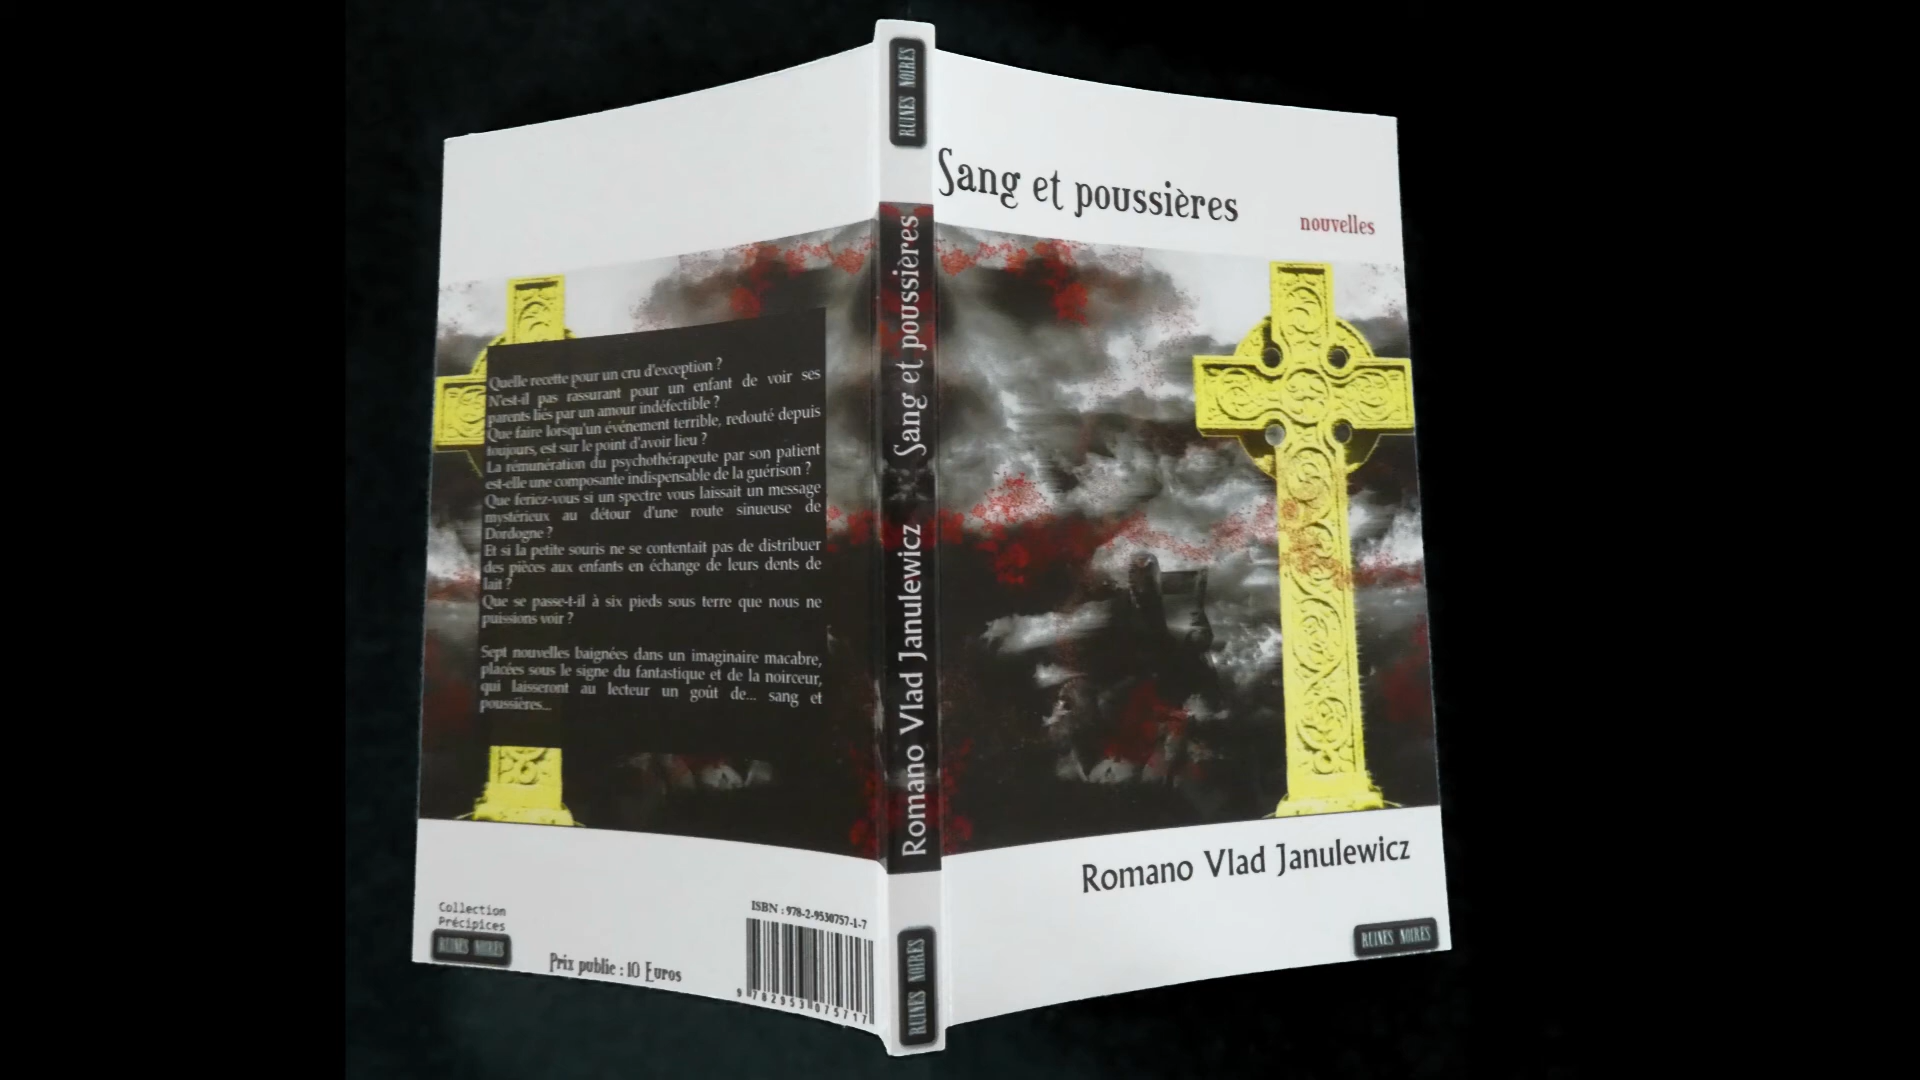 Quelle recette pour un cru d'exception ?
N'est-il pas rassurant pour un enfant de voir ses
parents liés par un amour indéfectible ?
Que faire lorsqu'un événement terrible, redouté depuis
toujours, est sur le point d'avoir lieu ?
La rémunération du psychothérapeute par son patient
est-elle une composante indispensable de la guérison ?
Que feriez-vous si un spectre vous laissait un message
mystérieux au détour d'une route sinueuse de
Dordogne ?
Et si la petite souris ne se contentait pas de distribuer
des pièces aux enfants en échange de leurs dents de
lait ?
Que se passe-t-il à six pieds sous terre que nous ne
puissions voir ?
Sept nouvelles baignées dans un imaginaire macabre,
placées sous le signe du fantastique et de la noirceur,
qui laisseront au lecteur un goût de... sang et
poussières...
Collection
Précipices
RUINES NOIRES
Prix public : 10 Euros
ISBN : 978-2-9530757-1-7
9 782953 075717
RUINES NOIRES
Romano Vlad Janulewicz Sang et poussières
RUINES NOIRES
Sang et poussières
nouvelles
Romano Vlad Janulewicz
RUINES NOIRES